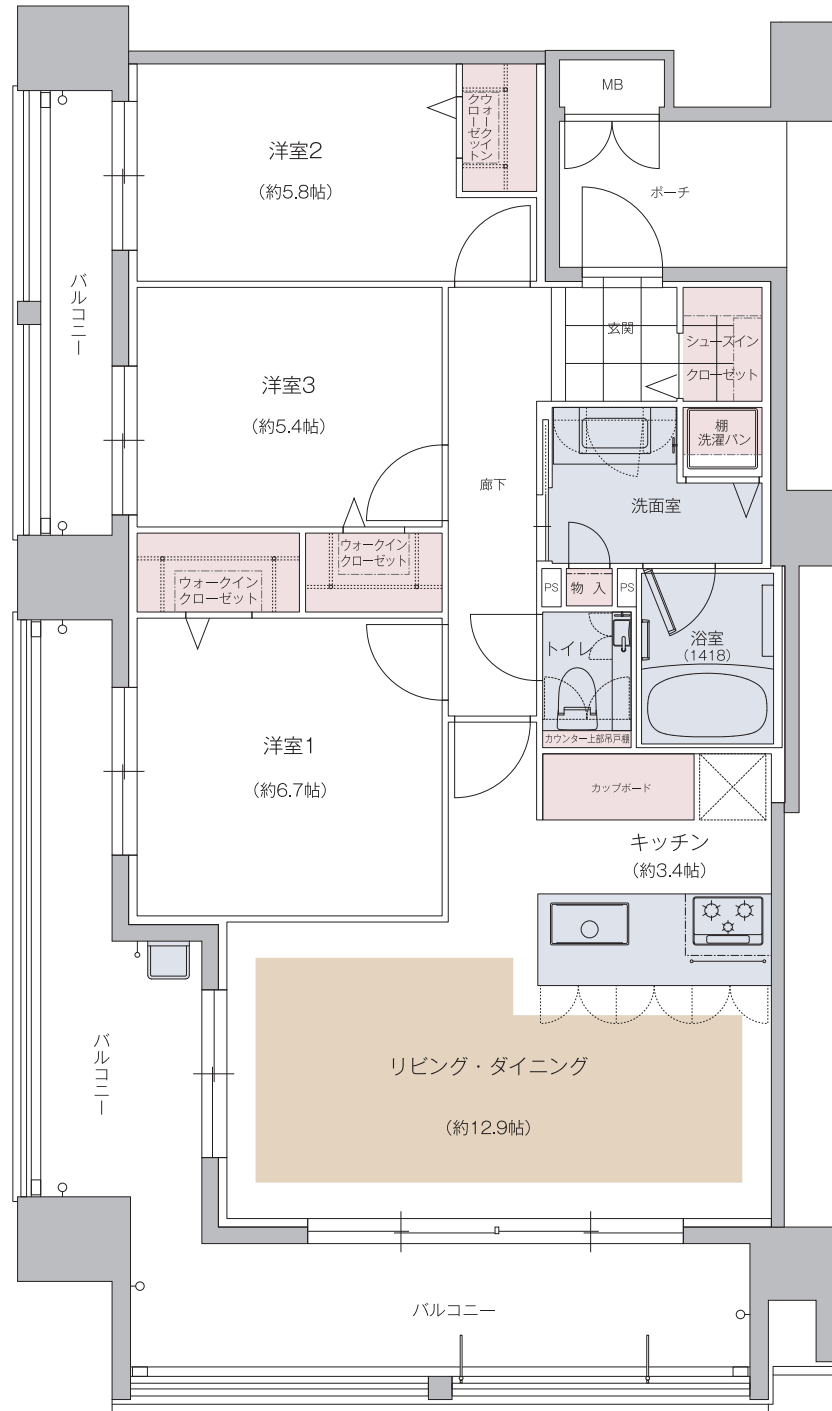 MB
ウォークイン
クローゼット
洋室2
（約5.8帖）
ポーチ
バルコニー
玄関
シューズイン
クローゼット
洋室3
（約5.4帖）
棚
洗濯パン
廊下
洗面室
ウォークイン
クローゼット
ウォークイン
クローゼット
PS
物 入
PS
トイレ
浴室
(1418)
カウンター上部吊戸棚
洋室1
（約6.7帖）
カップボード
キッチン
（約3.4帖）
バルコニー
リビング・ダイニング
（約12.9帖）
バルコニー